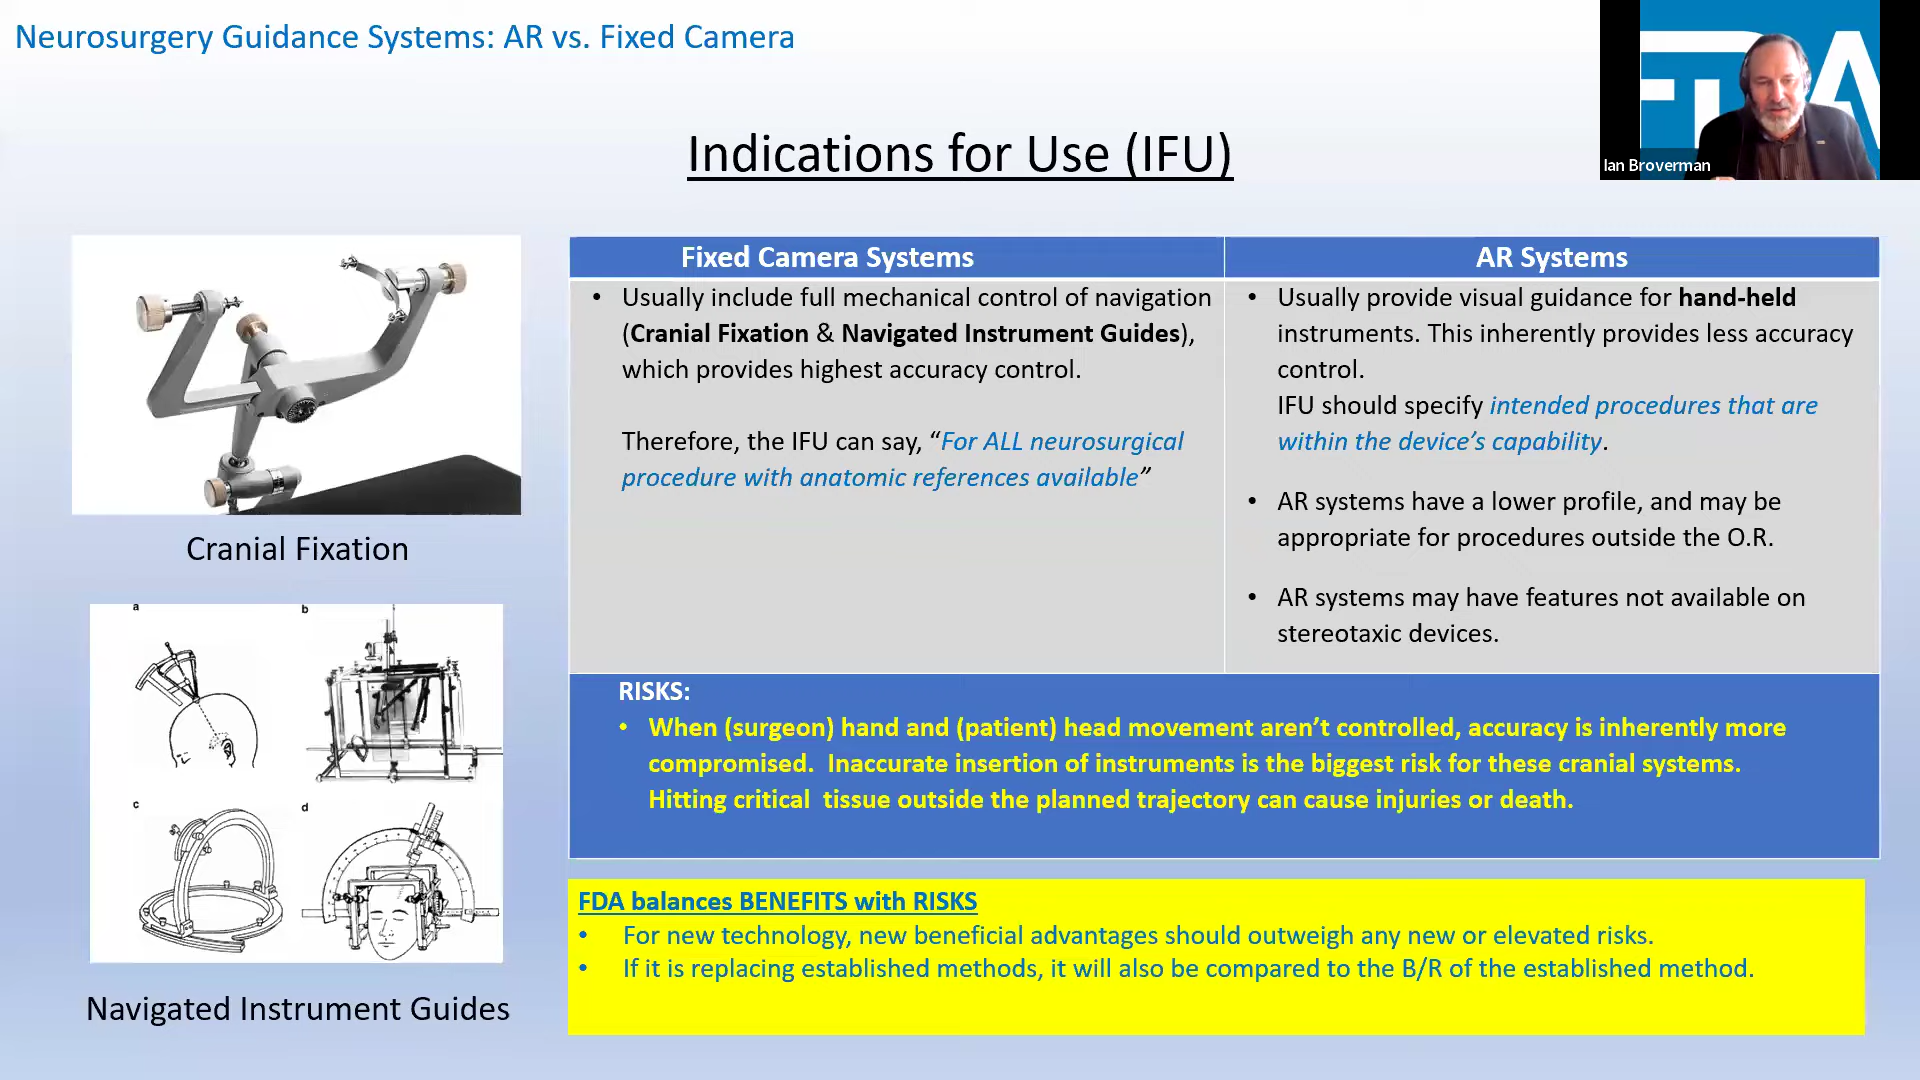 Neurosurgery Guidance Systems: AR vs. Fixed Camera
FDA
Ian Broverman
Indications for Use (IFU)
Cranial Fixation
a
b
c
d
Navigated Instrument Guides
Fixed Camera Systems
• Usually include full mechanical control of navigation
(Cranial Fixation & Navigated Instrument Guides),
which provides highest accuracy control.
Therefore, the IFU can say, “For ALL neurosurgical
procedure with anatomic references available”
AR Systems
• Usually provide visual guidance for hand-held
instruments. This inherently provides less accuracy
control.
IFU should specify intended procedures that are
within the device’s capability.
• AR systems have a lower profile, and may be
appropriate for procedures outside the O.R.
• AR systems may have features not available on
stereotaxic devices.
RISKS:
• When (surgeon) hand and (patient) head movement aren’t controlled, accuracy is inherently more
compromised.  Inaccurate insertion of instruments is the biggest risk for these cranial systems.
Hitting critical  tissue outside the planned trajectory can cause injuries or death.
FDA balances BENEFITS with RISKS
• For new technology, new beneficial advantages should outweigh any new or elevated risks.
• If it is replacing established methods, it will also be compared to the B/R of the established method.